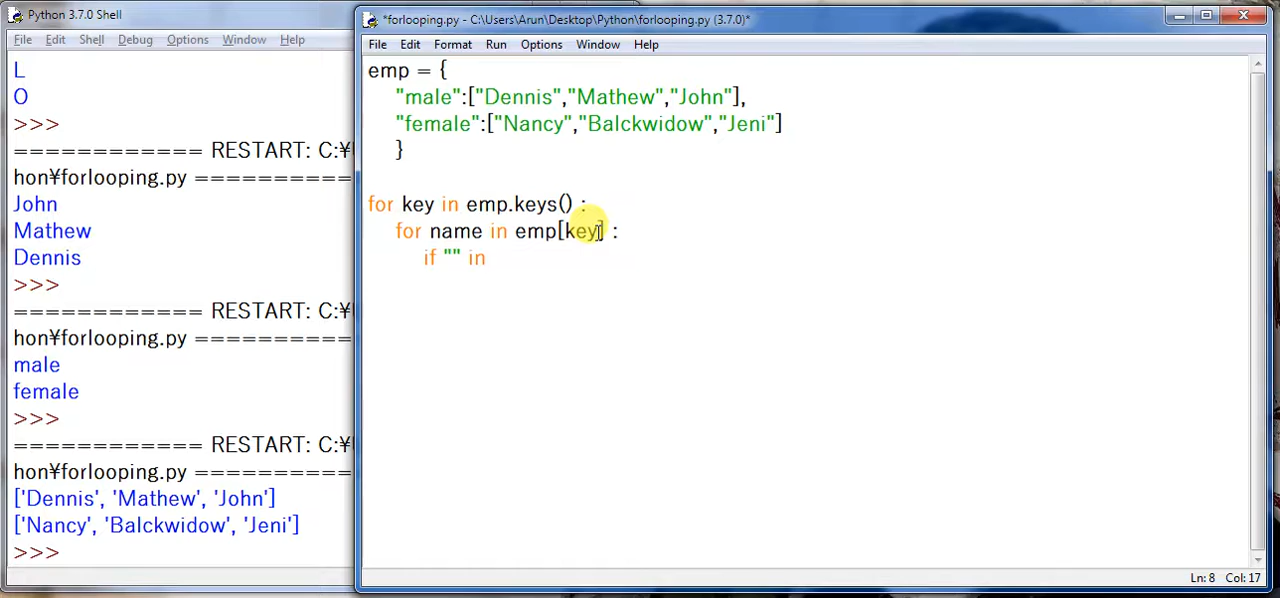 Python 3.7.0 Shell
File Edit Shell Debug Options Window Help
L
O
>>>
============ RESTART: C:¥
hon¥forlooping.py ==========
John
Mathew
Dennis
>>>
============ RESTART: C:¥
hon¥forlooping.py ==========
male
female
>>>
============ RESTART: C:¥
hon¥forlooping.py ==========
['Dennis', 'Mathew', 'John']
['Nancy', 'Balckwidow', 'Jeni']
>>>
*forlooping.py - C:\Users\Arun\Desktop\Python\forlooping.py (3.7.0)*
File Edit Format Run Options Window Help
emp = {
"male":["Dennis","Mathew","John"],
"female":["Nancy","Balckwidow","Jeni"]
}
for key in emp.keys() :
for name in emp[key] :
if "" in
Ln: 8 Col: 17